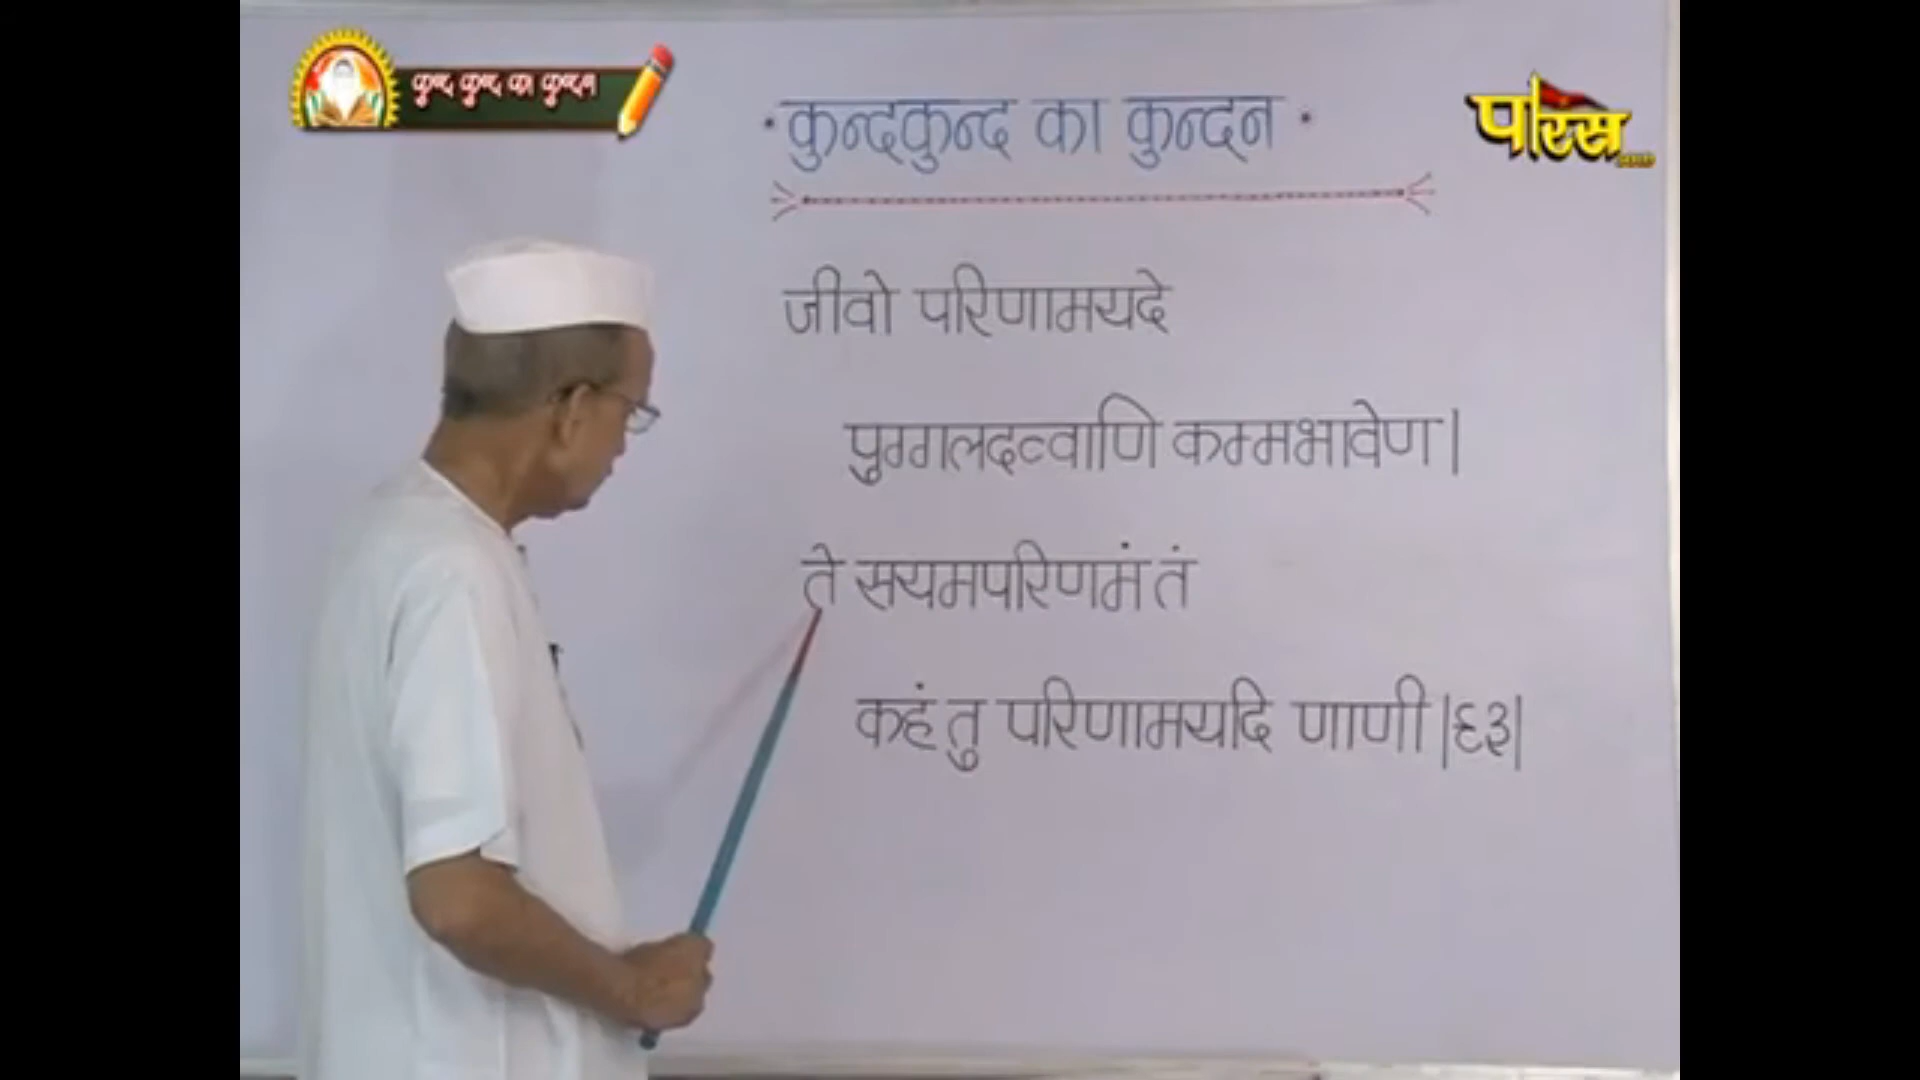 कुन्द कुन्द का कुन्दन
पारस
• कुन्दकुन्द का कुन्दन •
जीवो परिणामयदे
पुग्गलदव्वाणि कम्मभावेण।
ते सयमपरिणमंतं
कहं तु परिणामयदि णाणी।६३।